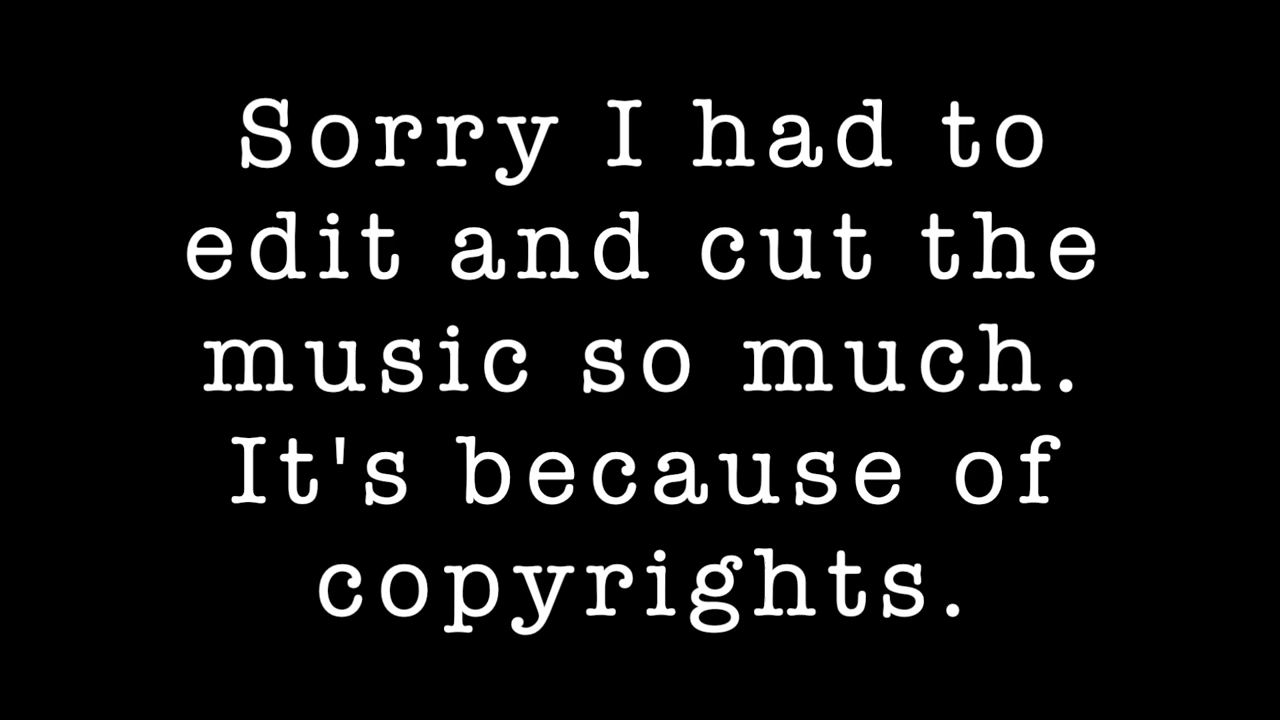 Sorry I had to
edit and cut the
music so much.
It's because of
copyrights.